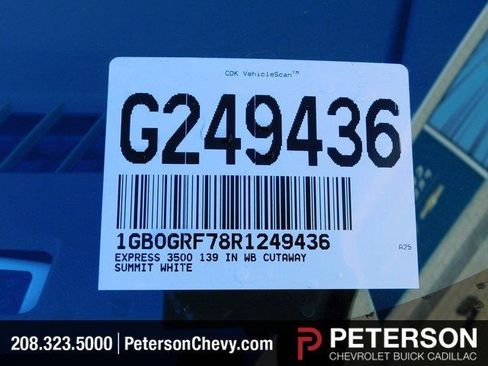 CDK VehicleScan™
G249436
1GB0GRF78R1249436
EXPRESS 3500 139 IN WB CUTAWAY
SUMMIT WHITE
A25
208.323.5000 | PetersonChevy.com
PETERSON
CHEVROLET BUICK CADILLAC